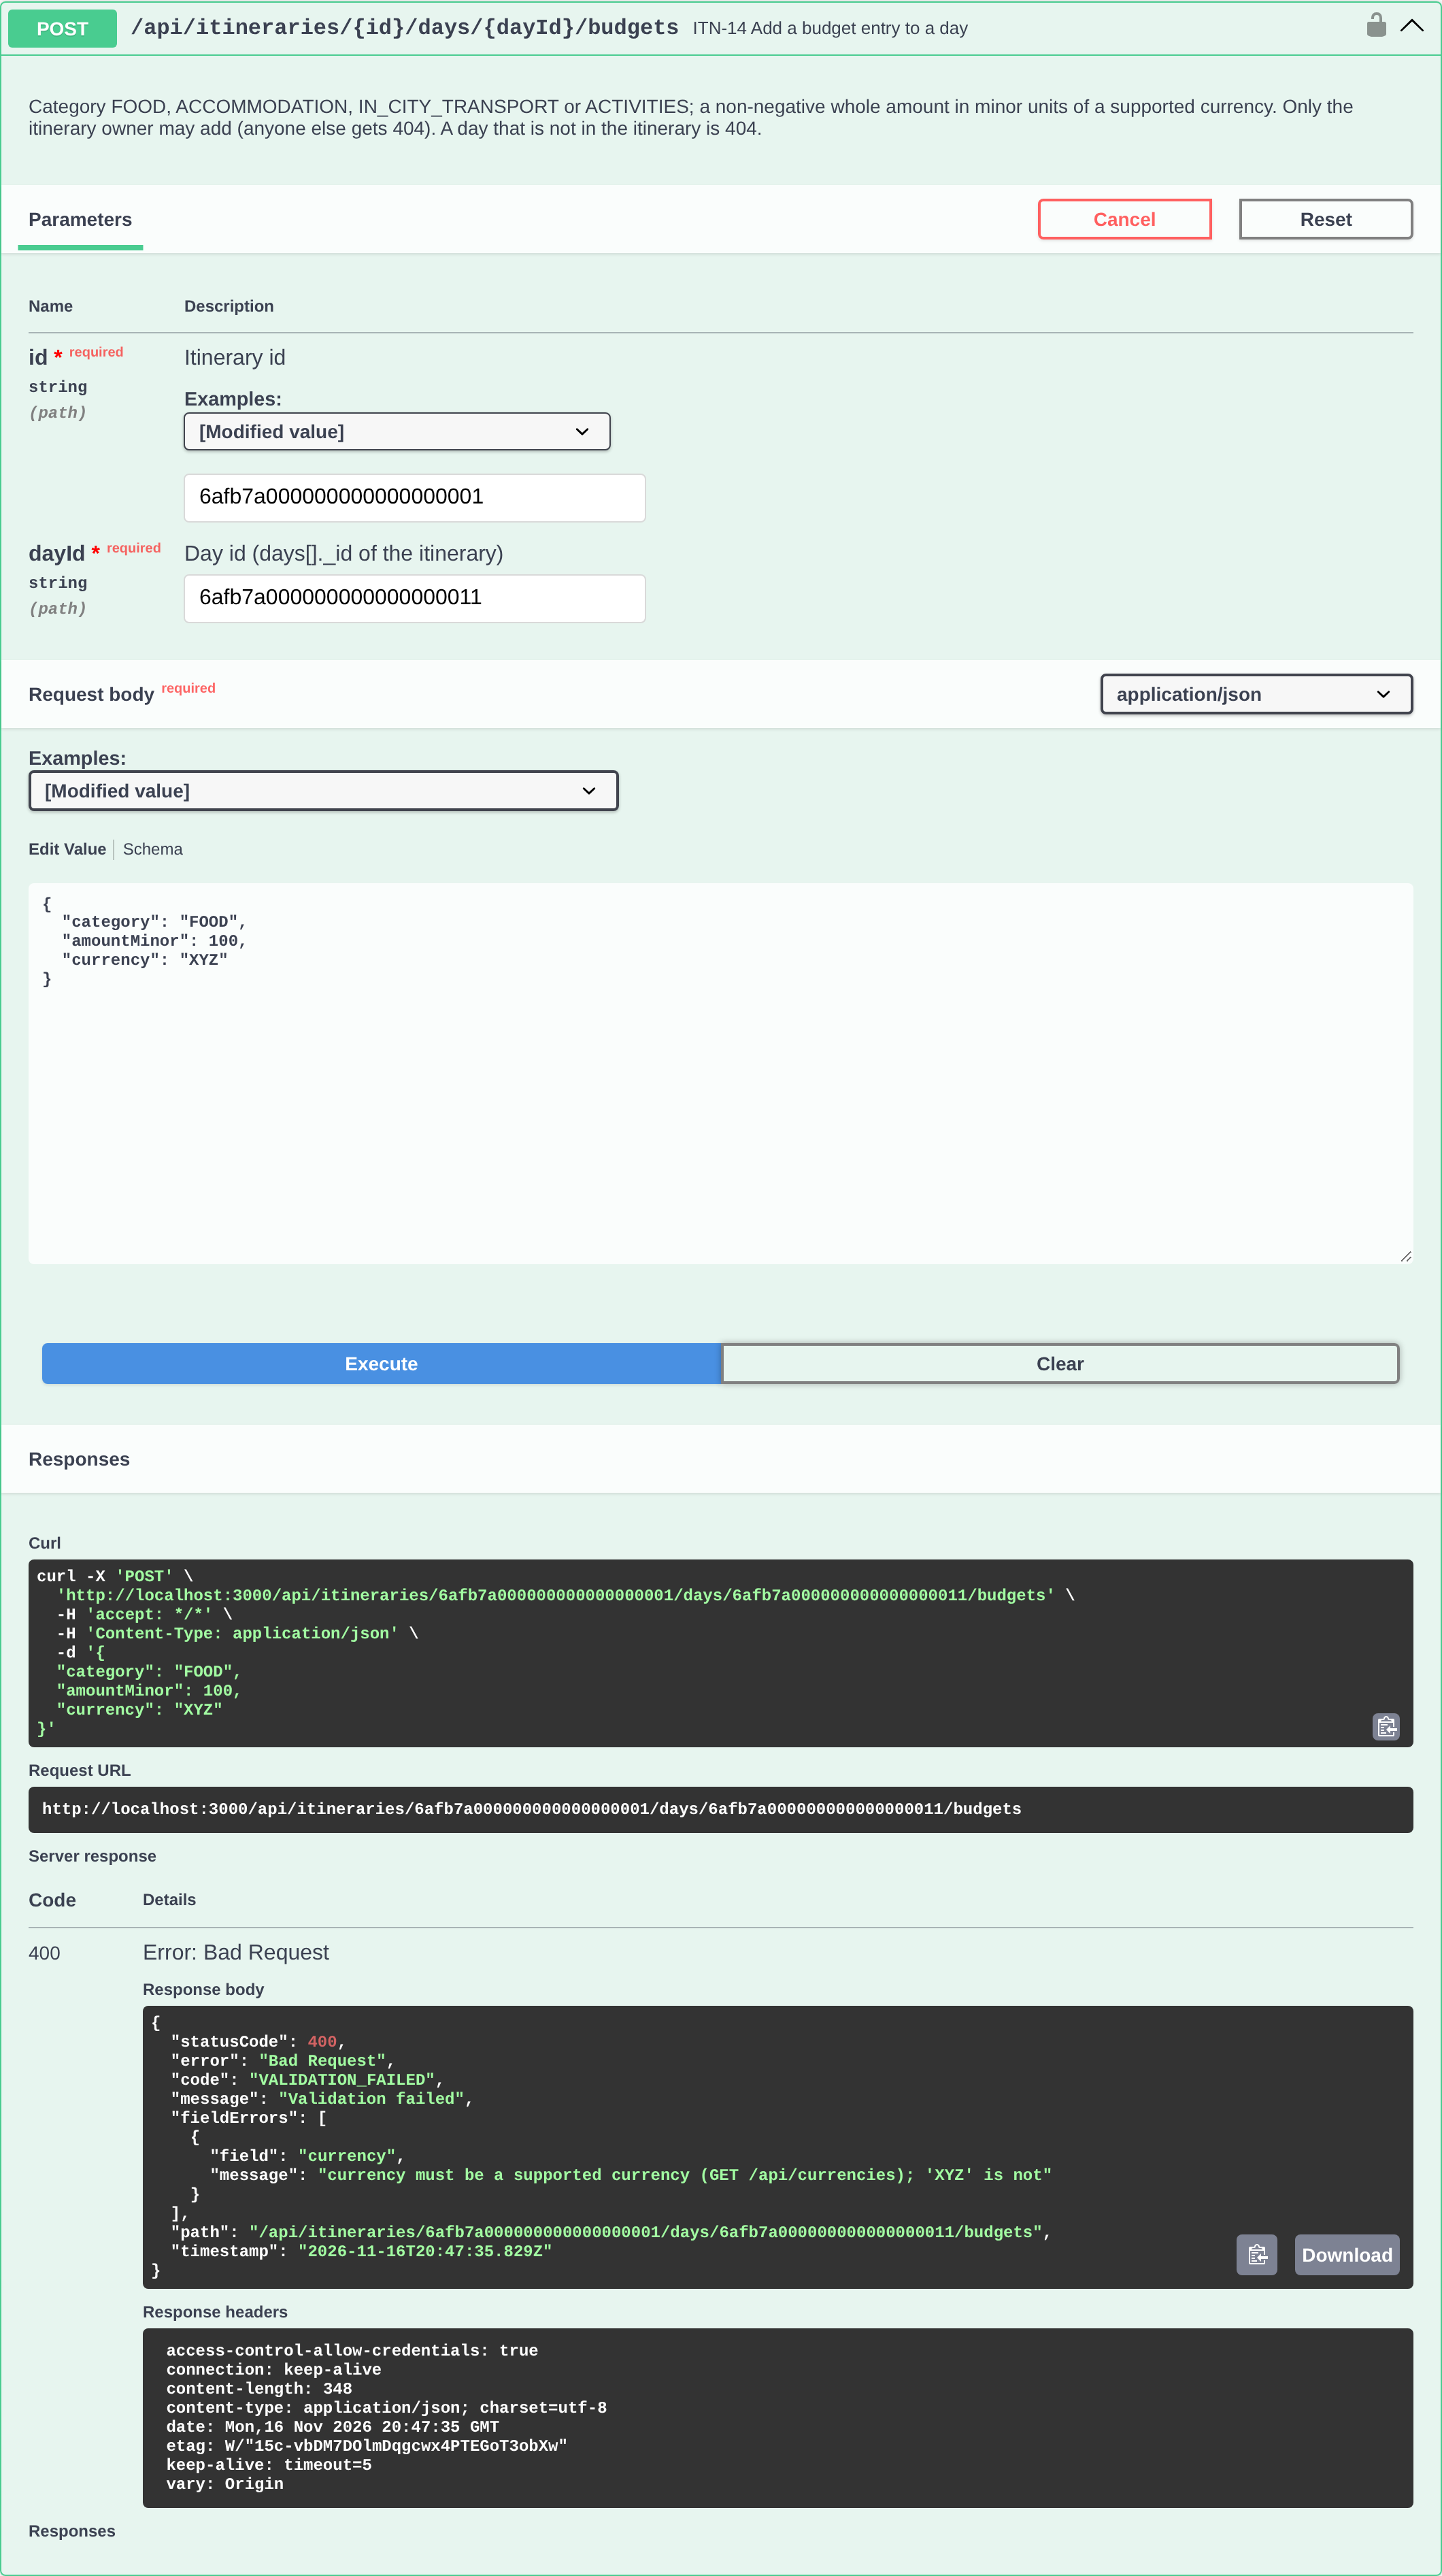 POST /api/itineraries/{id}/days/{dayId}/budgets ITN-14 Add a budget entry to a day
Category FOOD, ACCOMMODATION, IN_CITY_TRANSPORT or ACTIVITIES; a non-negative whole amount in minor units of a supported currency. Only the
itinerary owner may add (anyone else gets 404). A day that is not in the itinerary is 404.
Parameters
Cancel
Reset
Name Description
id * required
string
(path)
Itinerary id
Examples:
[Modified value]
6afb7a000000000000000001
dayId * required
string
(path)
Day id (days[]._id of the itinerary)
6afb7a000000000000000011
Request body required
application/json
Examples:
[Modified value]
Edit Value Schema
{
  "category": "FOOD",
  "amountMinor": 100,
  "currency": "XYZ"
}
Execute
Clear
Responses
Curl
curl -X 'POST' \
  'http://localhost:3000/api/itineraries/6afb7a000000000000000001/days/6afb7a000000000000000011/budgets' \
  -H 'accept: */*' \
  -H 'Content-Type: application/json' \
  -d '{
  "category": "FOOD",
  "amountMinor": 100,
  "currency": "XYZ"
}'
Request URL
http://localhost:3000/api/itineraries/6afb7a000000000000000001/days/6afb7a000000000000000011/budgets
Server response
Code Details
400 Error: Bad Request
Response body
{
  "statusCode": 400,
  "error": "Bad Request",
  "code": "VALIDATION_FAILED",
  "message": "Validation failed",
  "fieldErrors": [
    {
      "field": "currency",
      "message": "currency must be a supported currency (GET /api/currencies); 'XYZ' is not"
    }
  ],
  "path": "/api/itineraries/6afb7a000000000000000001/days/6afb7a000000000000000011/budgets",
  "timestamp": "2026-11-16T20:47:35.829Z"
}
Download
Response headers
access-control-allow-credentials: true
connection: keep-alive
content-length: 348
content-type: application/json; charset=utf-8
date: Mon,16 Nov 2026 20:47:35 GMT
etag: W/"15c-vbDM7DOlmDqgcwx4PTEGoT3obXw"
keep-alive: timeout=5
vary: Origin
Responses